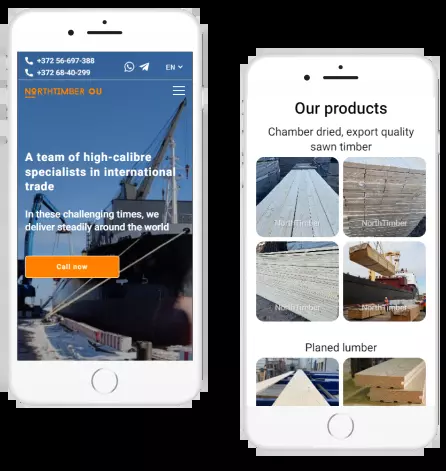 +372 56-697-388
+372 68-40-299
EN
NORTHTIMBER OU
A team of high-calibre
specialists in international
trade
In these challenging times, we
deliver steadily around the world
Call now
Our products
Chamber dried, export quality
sawn timber
NorthTimber
NorthTimber
NorthTimber
NorthTimber
Planed lumber